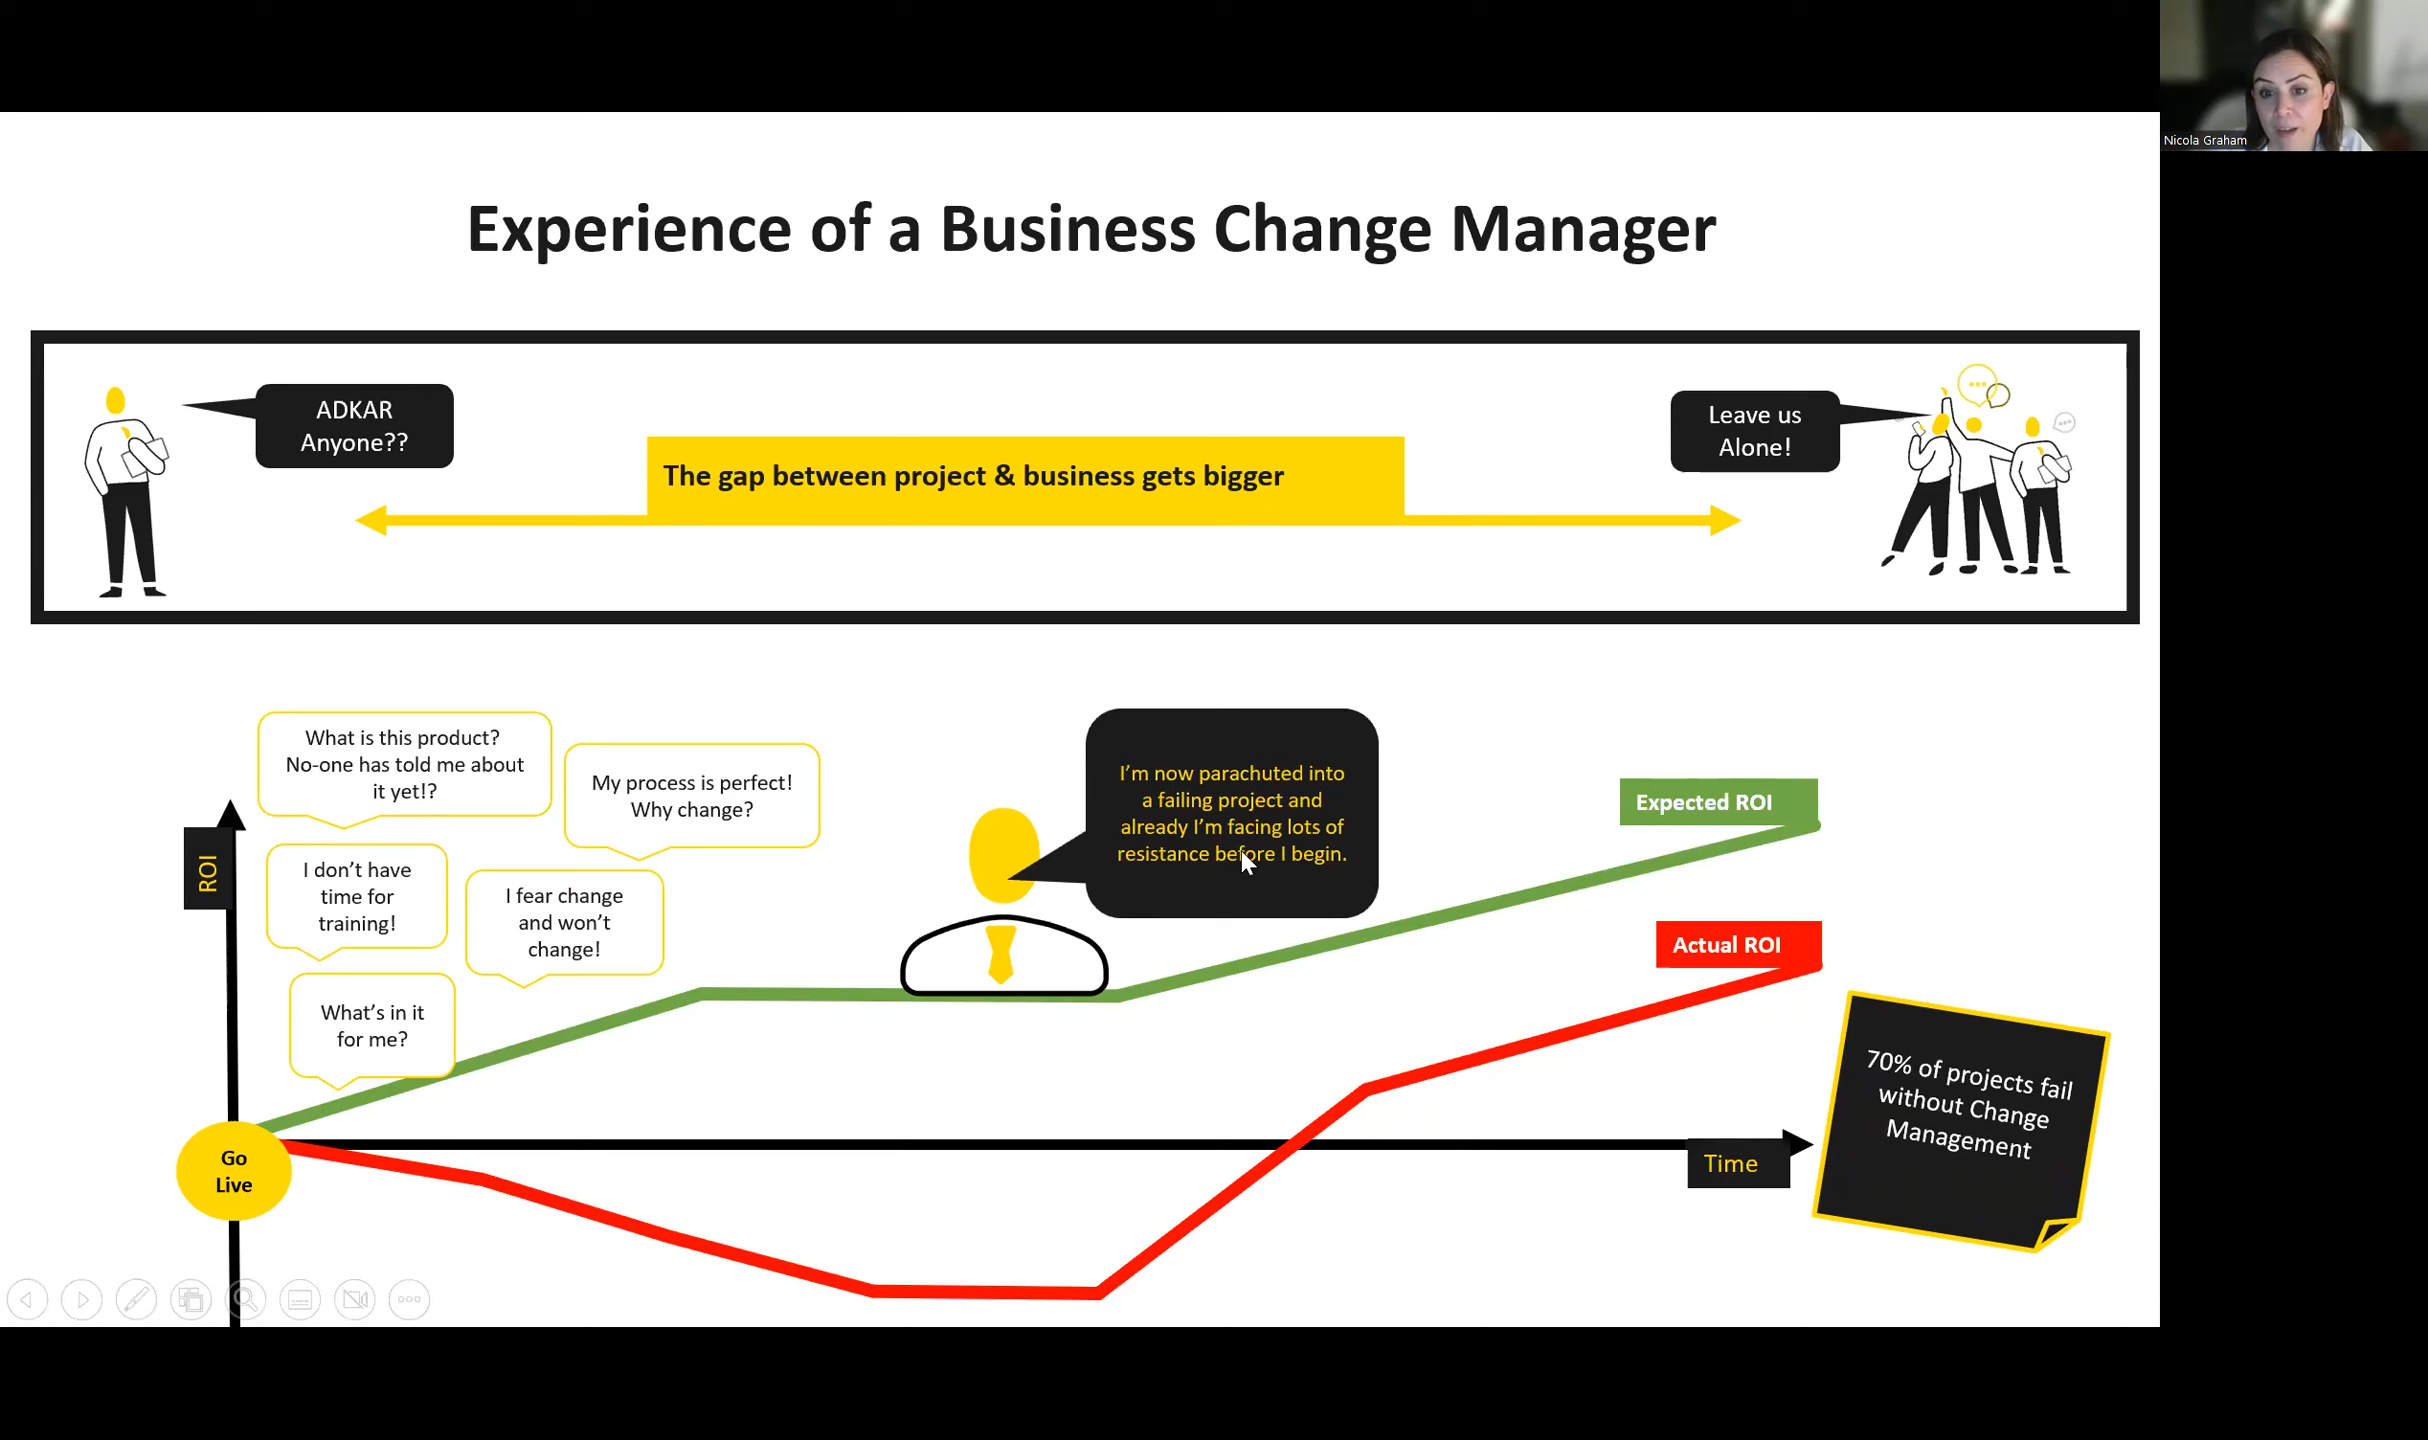 Nicola Graham
Experience of a Business Change Manager
ADKAR
Anyone??
Leave us
Alone!
The gap between project & business gets bigger
What is this product?
No-one has told me about
it yet!?
My process is perfect!
Why change?
I'm now parachuted into
a failing project and
already I'm facing lots of
resistance before I begin.
Expected ROI
ROI
I don't have
time for
training!
I fear change
and won't
change!
Actual ROI
What's in it
for me?
70% of projects fail
without Change
Management
Go
Live
Time